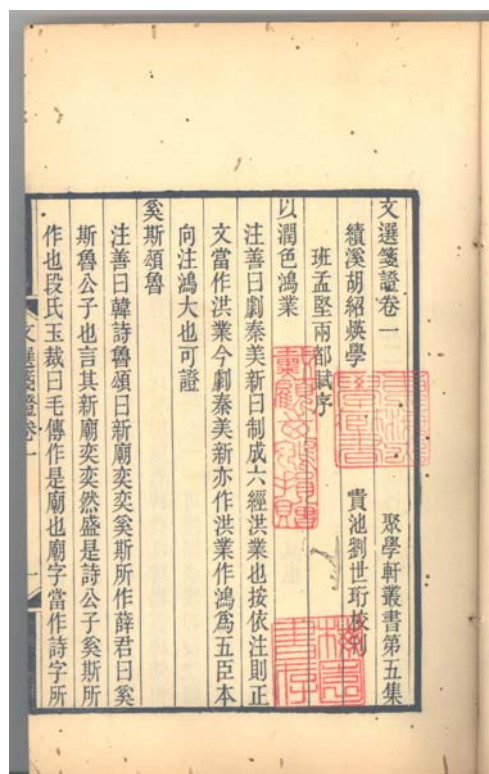 文選箋證卷一 聚學軒叢書第五集
績溪胡紹煐學 貴池劉世珩校刊
班孟堅兩都賦序
以潤色鴻業
注善曰劇秦美新曰制成六經洪業也按依注則正
文當作洪業今劇秦美新亦作洪業作鴻爲五臣本
向注鴻大也可證
奚斯頌魯
注善曰韓詩魯頌曰新廟奕奕奚斯所作薛君曰奚
斯魯公子也言其新廟奕奕然盛是詩公子奚斯所
作也段氏玉裁曰毛傳作是廟也廟字當作詩字所
文選箋證卷一 一